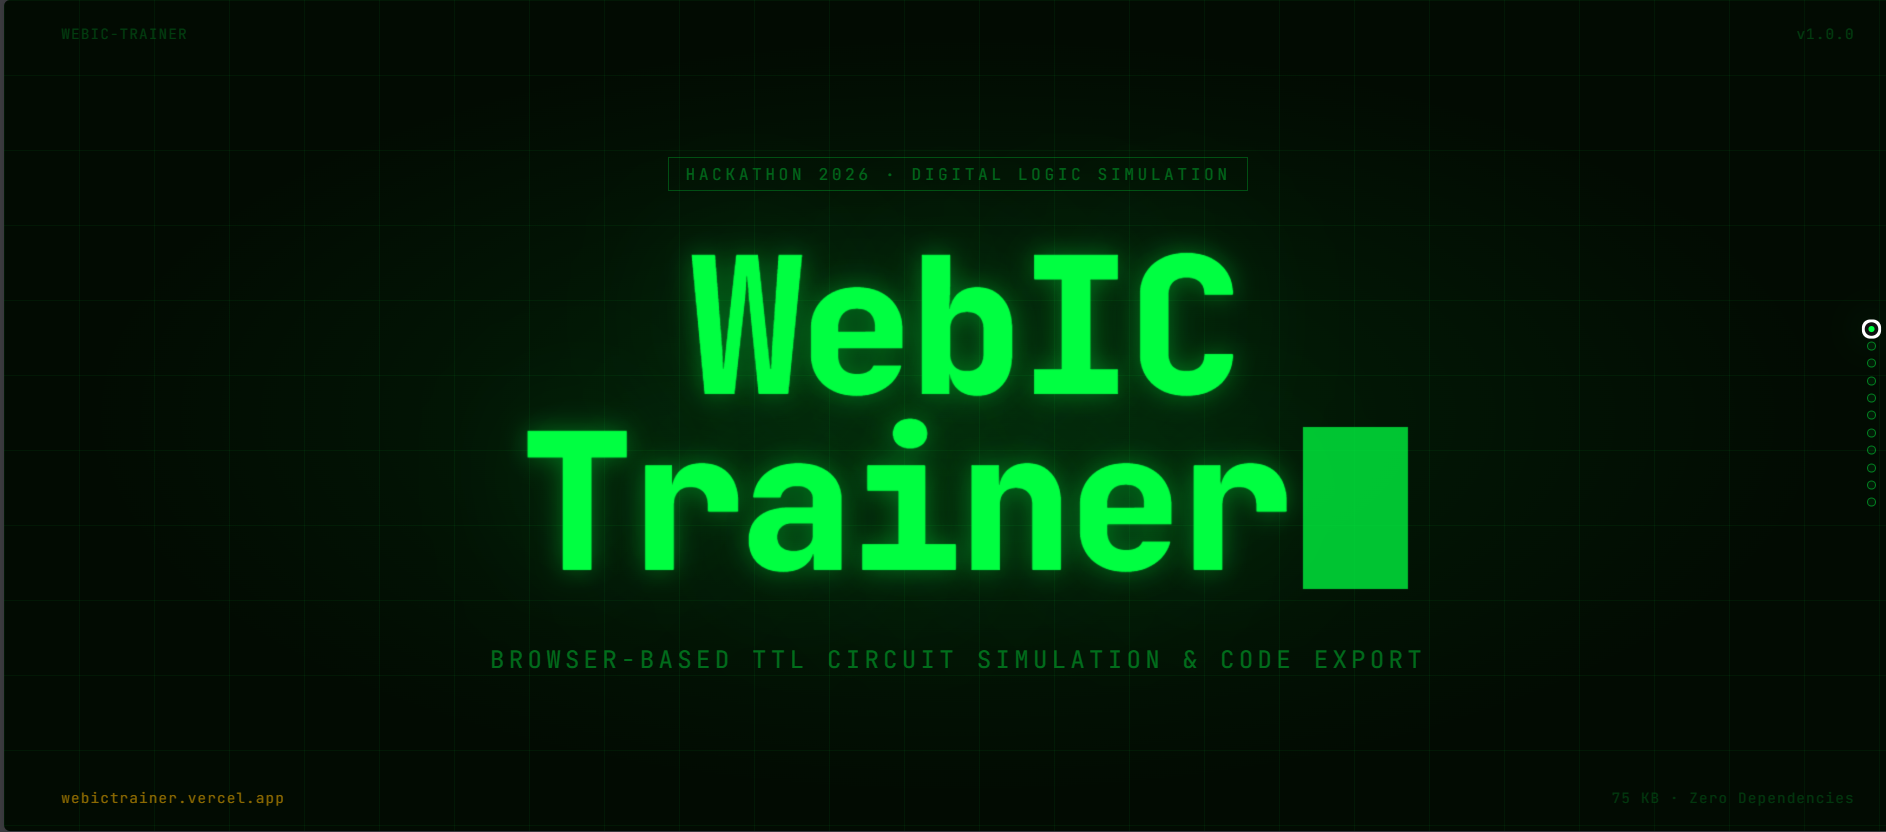 WEBIC-TRAINER
v1.0.0
HACKATHON 2026 · DIGITAL LOGIC SIMULATION
WebIC
Trainer
BROWSER-BASED TTL CIRCUIT SIMULATION & CODE EXPORT
webictrainer.vercel.app
75 KB · Zero Dependencies